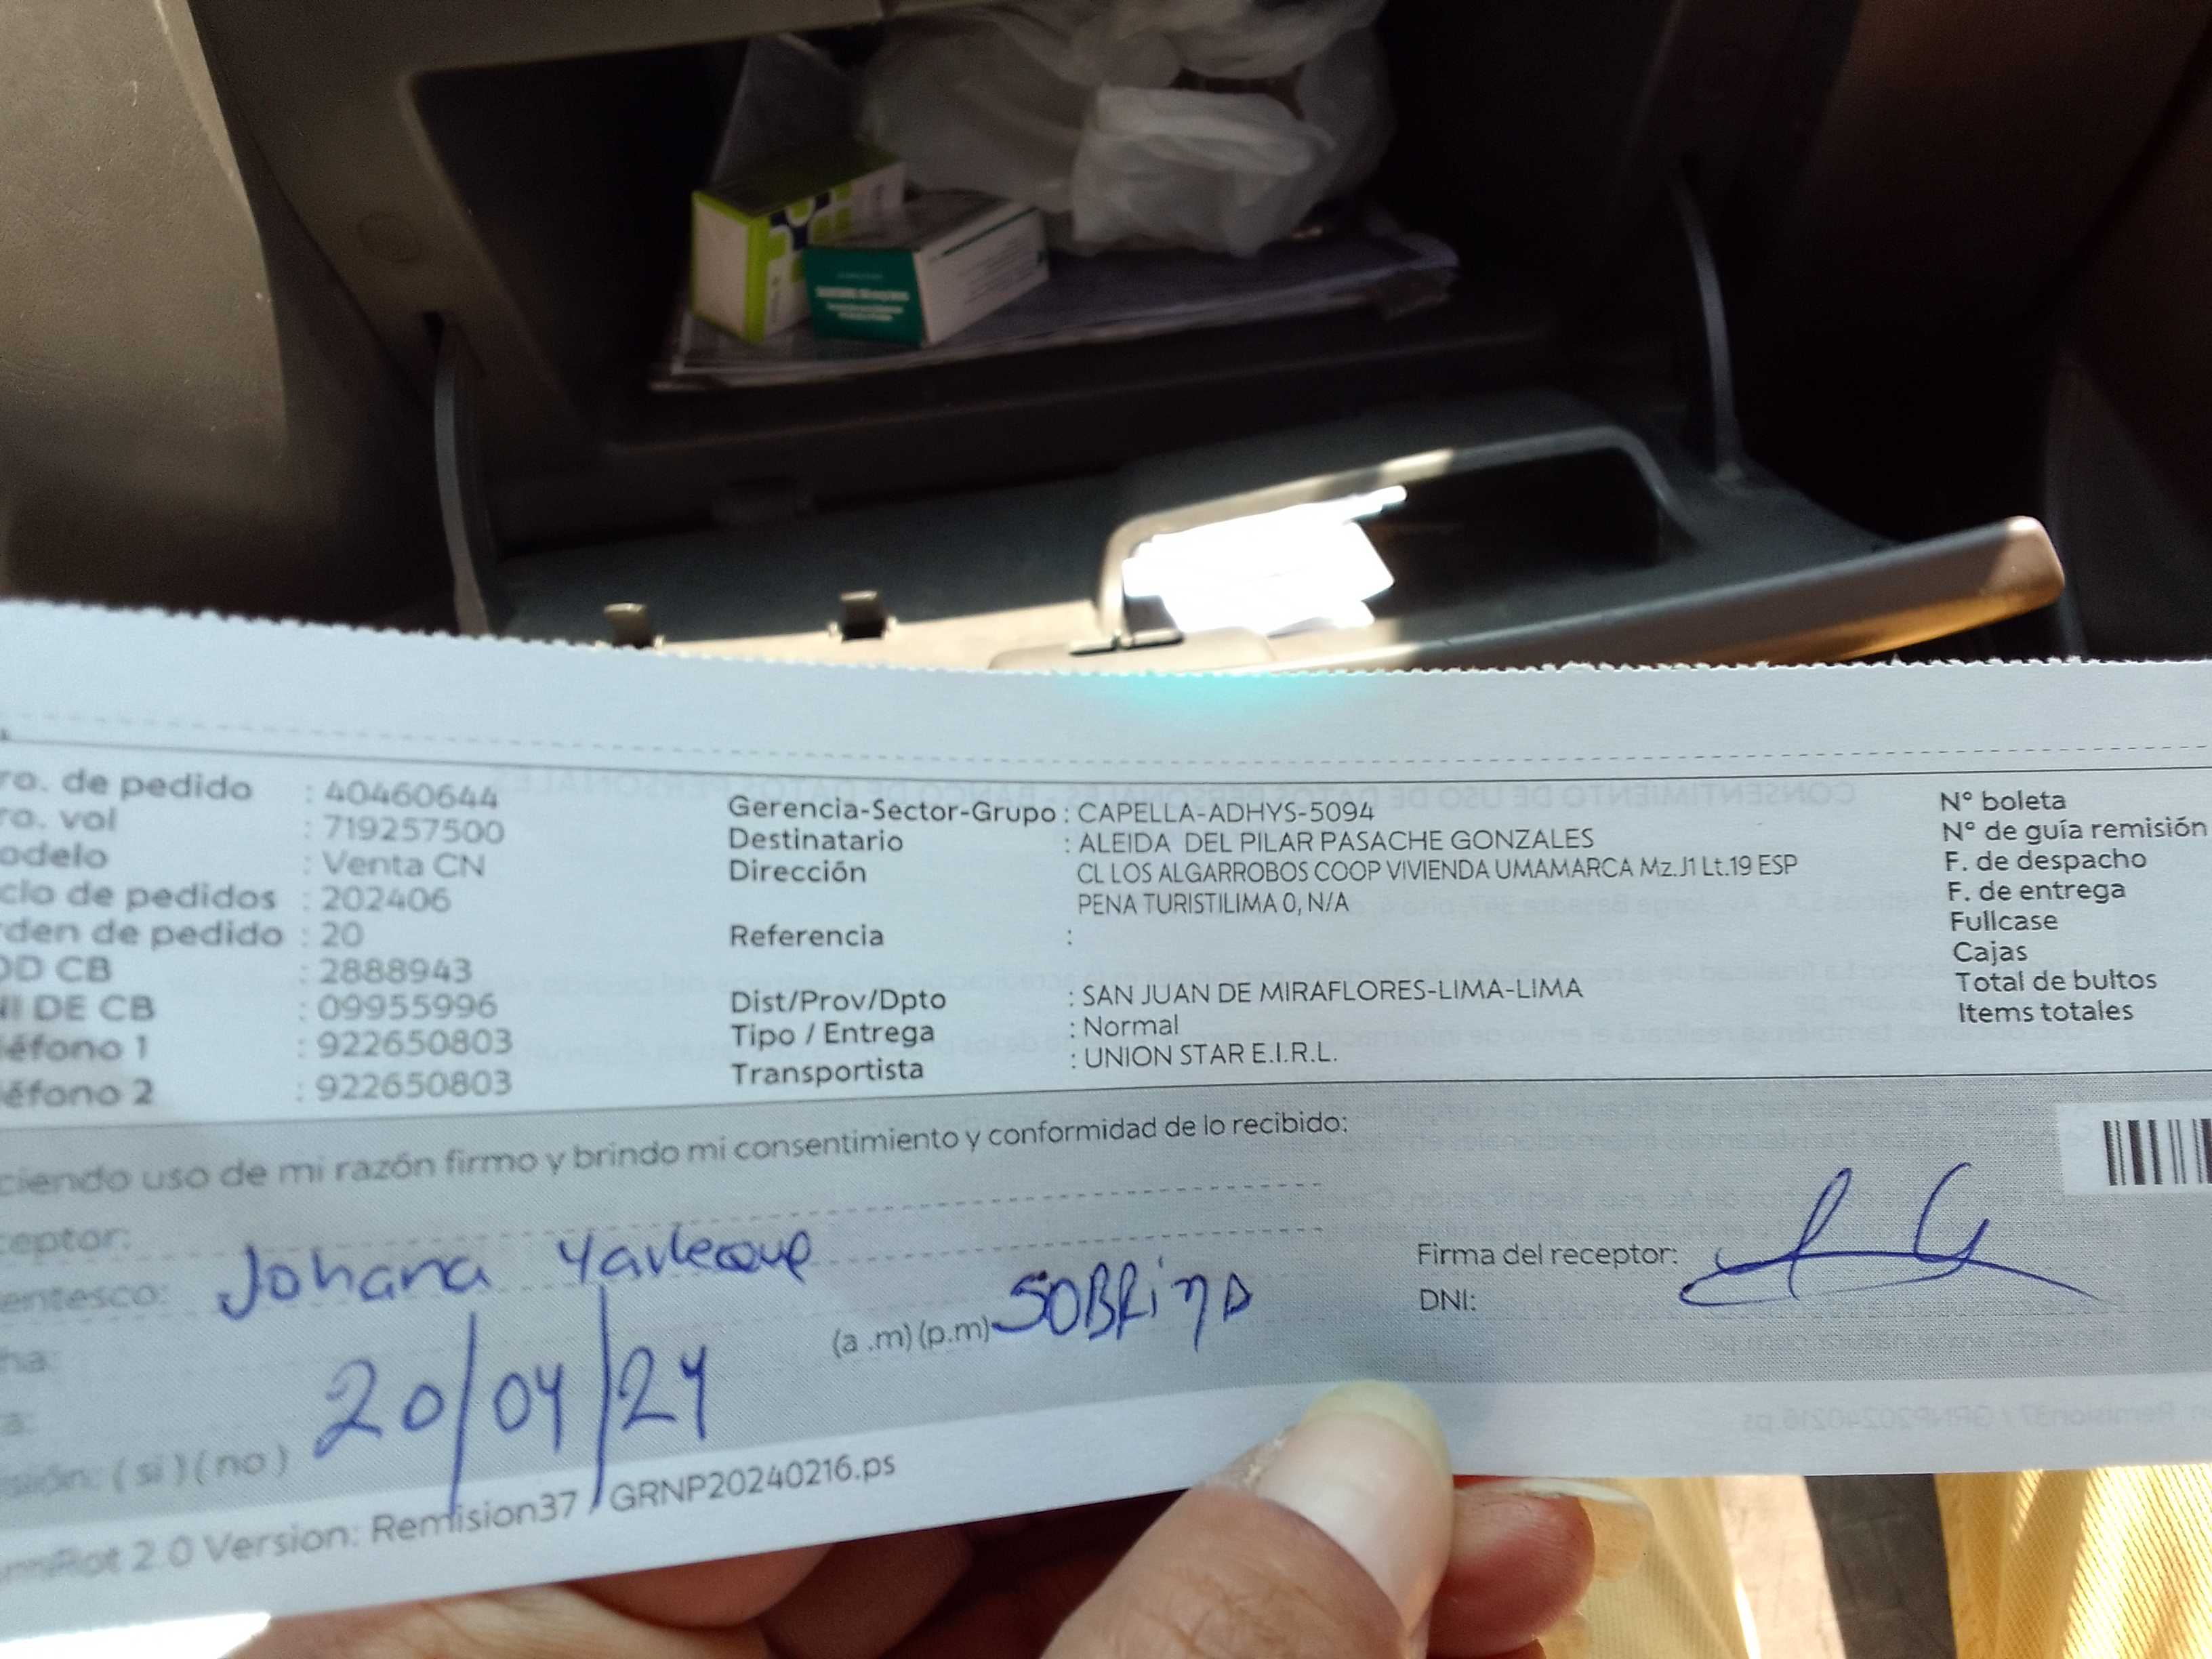 ro. de pedido : 40460644
ro. vol : 719257500
odelo : Venta CN
clo de pedidos : 202406
rden de pedido : 20
OD CB : 2888943
NI DE CB : 09955996
léfono 1 : 922650803
léfono 2 : 922650803
Gerencia-Sector-Grupo : CAPELLA-ADHYS-5094
Destinatario : ALEIDA DEL PILAR PASACHE GONZALES
Dirección CL LOS ALGARROBOS COOP VIVIENDA UMAMARCA Mz.J1 Lt.19 ESP
PENA TURISTILIMA 0, N/A
Referencia :
Dist/Prov/Dpto : SAN JUAN DE MIRAFLORES-LIMA-LIMA
Tipo / Entrega : Normal
Transportista : UNION STAR E.I.R.L.
N° boleta
N° de guía remisión
F. de despacho
F. de entrega
Fullcase
Cajas
Total de bultos
Items totales
ciendo uso de mi razón firmo y brindo mi consentimiento y conformidad de lo recibido:
ceptor:
entesco: Johana Yarleque
ha: 20/04/24
a:
(a .m) (p.m) SOBRiNA
isión: (si) (no)
Firma del receptor:
DNI:
Rot 2.0 Version: Remision37 / GRNP20240216.ps